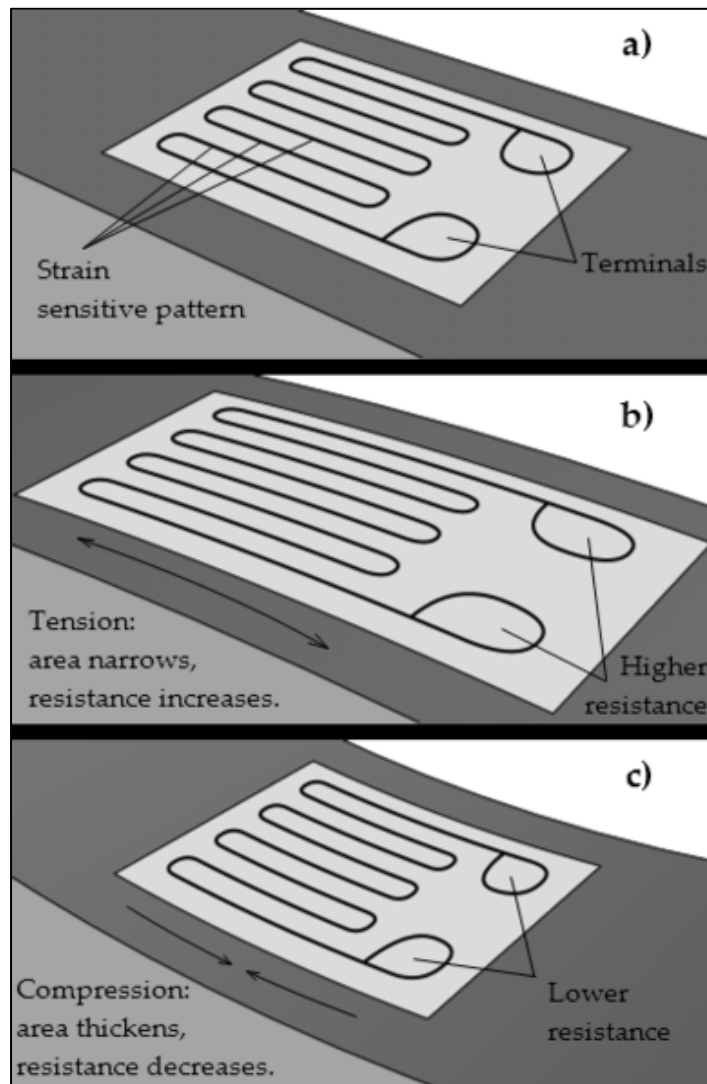 a)
Strain
sensitive pattern
Terminals
b)
Tension:
area narrows,
resistance increases.
Higher
resistance
c)
Compression:
area thickens,
resistance decreases.
Lower
resistance